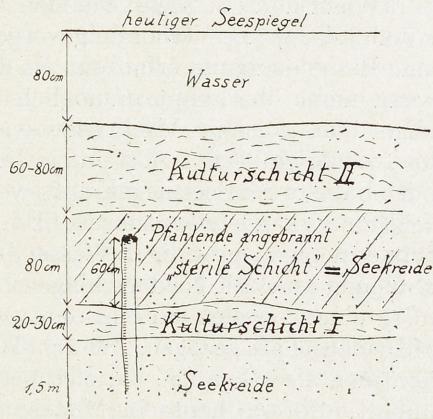 heutiger Seespiegel
80cm
Wasser
60-80cm
Kulturschicht II
80cm
Pfahlende angebrannt
60cm
„sterile Schicht" = Seekreide
20-30cm
Kulturschicht I
1,5 m
Seekreide